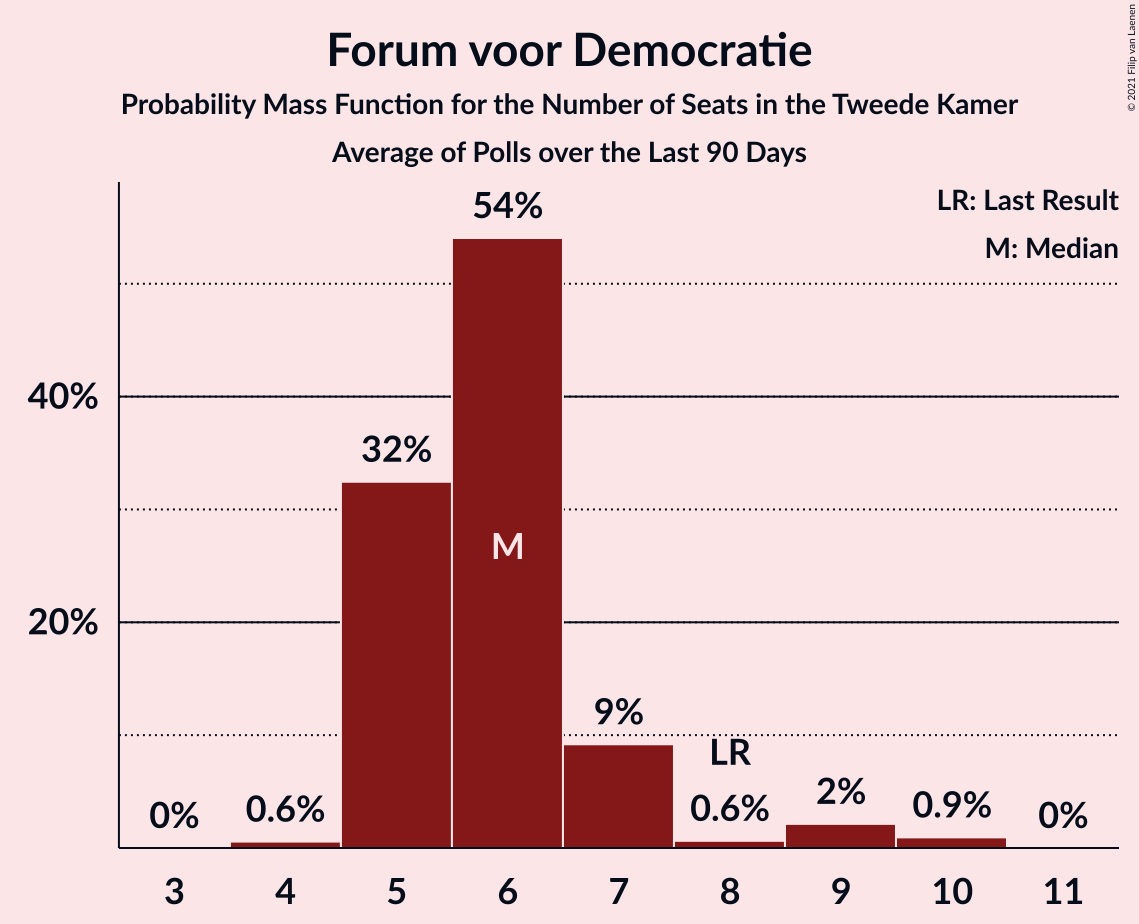 Forum voor Democratie
Probability Mass Function for the Number of Seats in the Tweede Kamer
Average of Polls over the Last 90 Days
© 2021 Filip van Laenen
LR: Last Result
M: Median
54%
40%
32%
M
20%
9%
LR
0% 0.6% 0.6% 2% 0.9% 0%
3 4 5 6 7 8 9 10 11